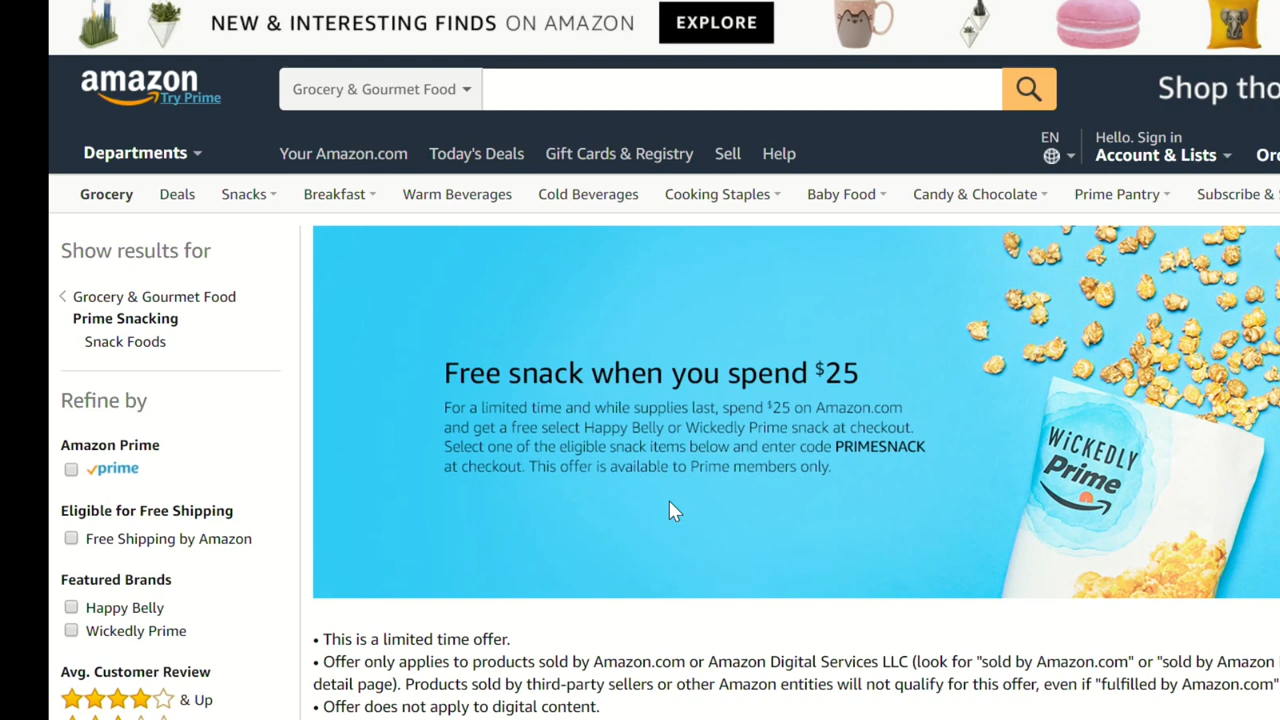 NEW & INTERESTING FINDS ON AMAZON EXPLORE
amazon
Try Prime
Grocery & Gourmet Food
Shop tho
Departments
Your Amazon.com Today's Deals Gift Cards & Registry Sell Help
EN
Hello. Sign in
Account & Lists
Or
Grocery Deals Snacks Breakfast Warm Beverages Cold Beverages Cooking Staples Baby Food Candy & Chocolate Prime Pantry Subscribe &
Show results for
Grocery & Gourmet Food
Prime Snacking
Snack Foods
Refine by
Amazon Prime
prime
Eligible for Free Shipping
Free Shipping by Amazon
Featured Brands
Happy Belly
Wickedly Prime
Avg. Customer Review
& Up
Free snack when you spend $25
For a limited time and while supplies last, spend $25 on Amazon.com
and get a free select Happy Belly or Wickedly Prime snack at checkout.
Select one of the eligible snack items below and enter code PRIMESNACK
at checkout. This offer is available to Prime members only.
WiCKEDLY
Prime
• This is a limited time offer.
• Offer only applies to products sold by Amazon.com or Amazon Digital Services LLC (look for "sold by Amazon.com" or "sold by Amazon
detail page). Products sold by third-party sellers or other Amazon entities will not qualify for this offer, even if "fulfilled by Amazon.com"
• Offer does not apply to digital content.